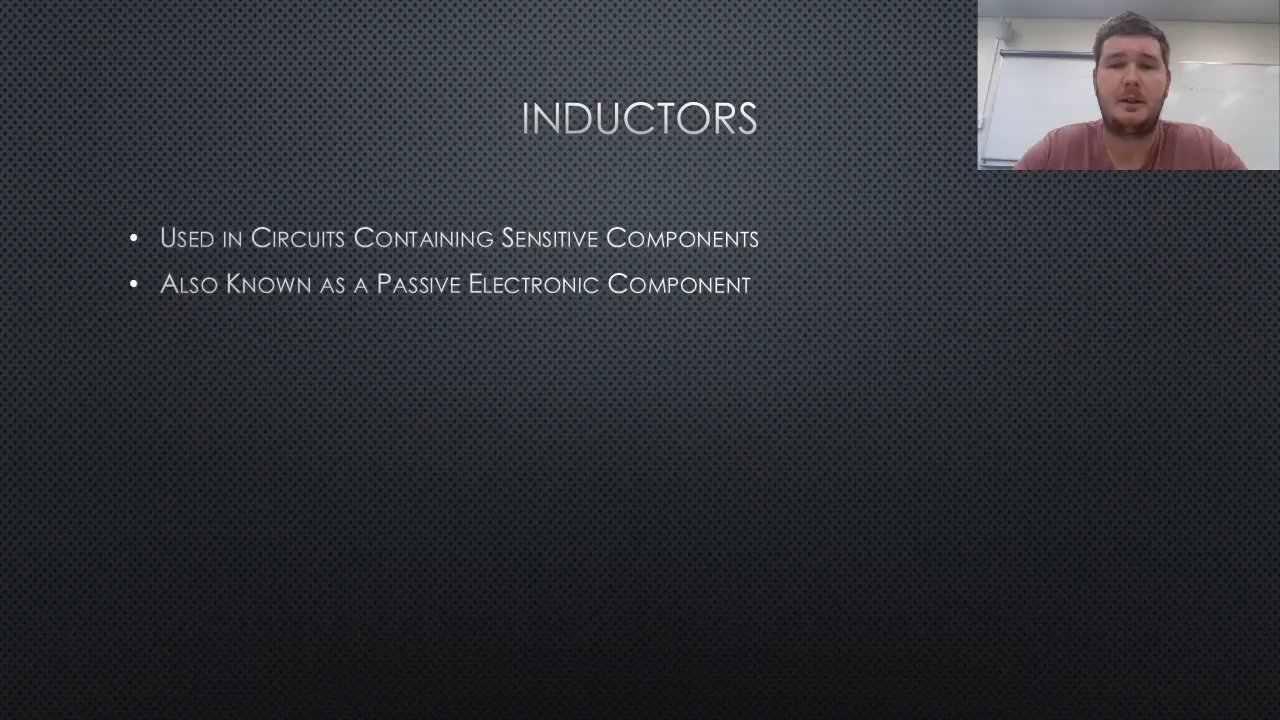 INDUCTORS
• Used in Circuits Containing Sensitive Components
• Also Known as a Passive Electronic Component